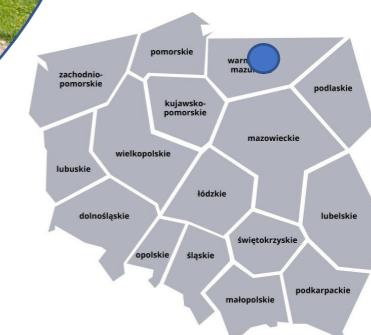 pomorskie
zachodnio-
pomorskie
kujawsko-
pomorskie
podlaskie
mazowieckie
wielkopolskie
lubuskie
łódzkie
dolnośląskie
lubelskie
opolskie
śląskie
świętokrzyskie
małopolskie
podkarpackie